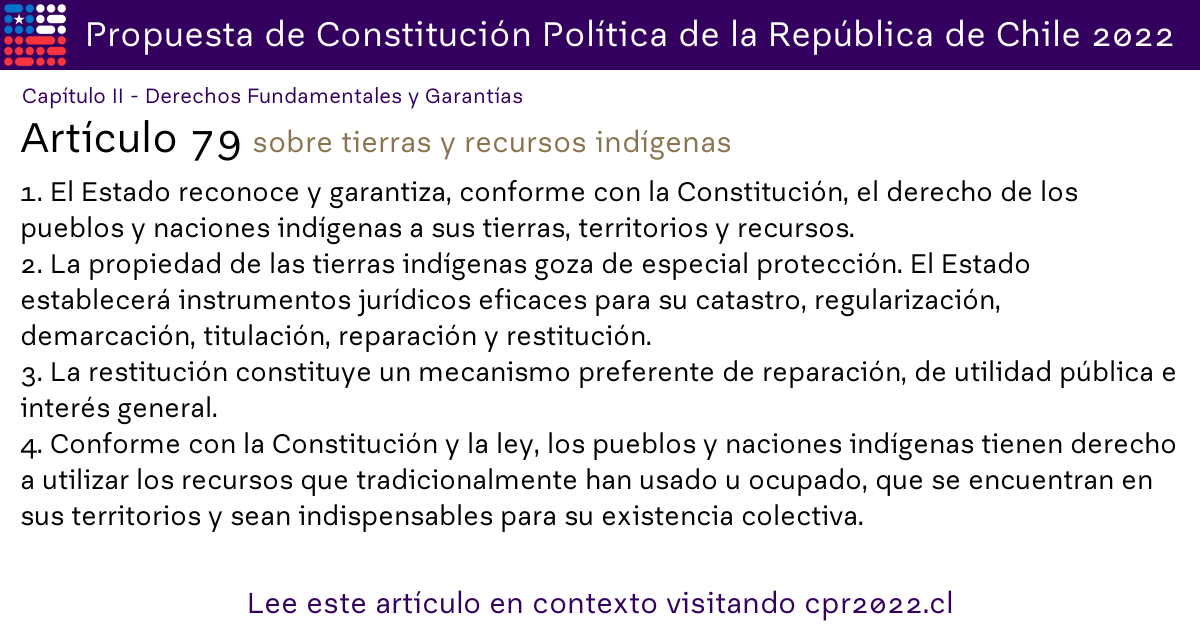 Propuesta de Constitución Política de la República de Chile 2022
Capítulo II - Derechos Fundamentales y Garantías
Artículo 79 sobre tierras y recursos indígenas
1. El Estado reconoce y garantiza, conforme con la Constitución, el derecho de los
pueblos y naciones indígenas a sus tierras, territorios y recursos.
2. La propiedad de las tierras indígenas goza de especial protección. El Estado
establecerá instrumentos jurídicos eficaces para su catastro, regularización,
demarcación, titulación, reparación y restitución.
3. La restitución constituye un mecanismo preferente de reparación, de utilidad pública e
interés general.
4. Conforme con la Constitución y la ley, los pueblos y naciones indígenas tienen derecho
a utilizar los recursos que tradicionalmente han usado u ocupado, que se encuentran en
sus territorios y sean indispensables para su existencia colectiva.
Lee este artículo en contexto visitando cpr2022.cl